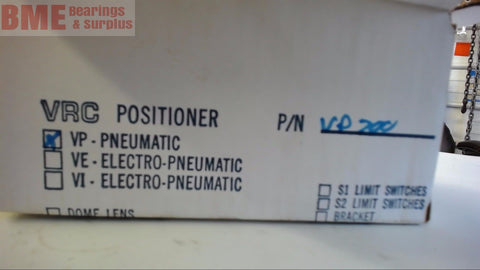 BME Bearings & Surplus
VRC POSITIONER
P/N VP 700
VP - PNEUMATIC
VE - ELECTRO-PNEUMATIC
VI - ELECTRO-PNEUMATIC
S1 LIMIT SWITCHES
S2 LIMIT SWITCHES
DOME LENS
BRACKET